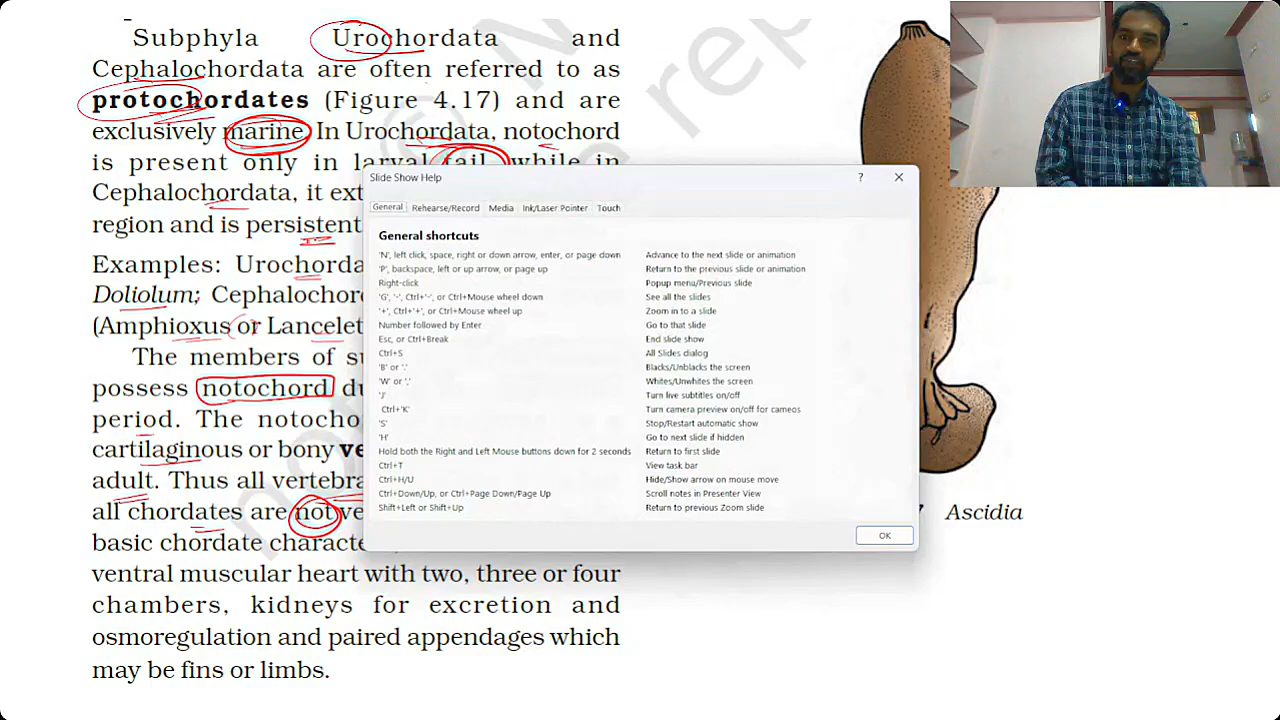 Subphyla Urochordata and
Cephalochordata are often referred to as
protochordates (Figure 4.17) and are
exclusively marine. In Urochordata, notochord
is present only in larval tail, while in
Cephalochordata, it ext
region and is persistent
Examples: Urochorda
Doliolum; Cephalochor
(Amphioxus or Lancelet
The members of su
possess notochord du
period. The notocho
cartilaginous or bony ve
adult. Thus all vertebra
all chordates are not ve
basic chordate characte
ventral muscular heart with two, three or four
chambers, kidneys for excretion and
osmoregulation and paired appendages which
may be fins or limbs.
Slide Show Help
? ×
General Rehearse/Record Media Ink/Laser Pointer Touch
General shortcuts
'N', left click, space, right or down arrow, enter, or page down Advance to the next slide or animation
'P', backspace, left or up arrow, or page up Return to the previous slide or animation
Right-click Popup menu/Previous slide
'G', '-', Ctrl+'-', or Ctrl+Mouse wheel down See all the slides
'+', Ctrl+'+', or Ctrl+Mouse wheel up Zoom in to a slide
Number followed by Enter Go to that slide
Esc, or Ctrl+Break End slide show
Ctrl+S All Slides dialog
'B' or '.' Blacks/Unblacks the screen
'W' or ',' Whites/Unwhites the screen
'J' Turn live subtitles on/off
Ctrl+'K' Turn camera preview on/off for cameos
'S' Stop/Restart automatic show
'H' Go to next slide if hidden
Hold both the Right and Left Mouse buttons down for 2 seconds Return to first slide
Ctrl+T View task bar
Ctrl+H/U Hide/Show arrow on mouse move
Ctrl+Down/Up, or Ctrl+Page Down/Page Up Scroll notes in Presenter View
Shift+Left or Shift+Up Return to previous Zoom slide
OK
Ascidia
© N
rep
no